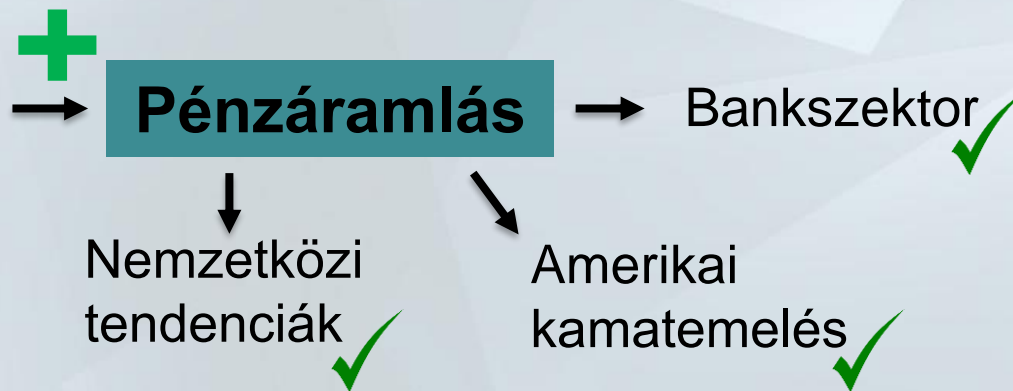 Pénzáramlás
Bankszektor
Nemzetközi
tendenciák
Amerikai
kamatemelés